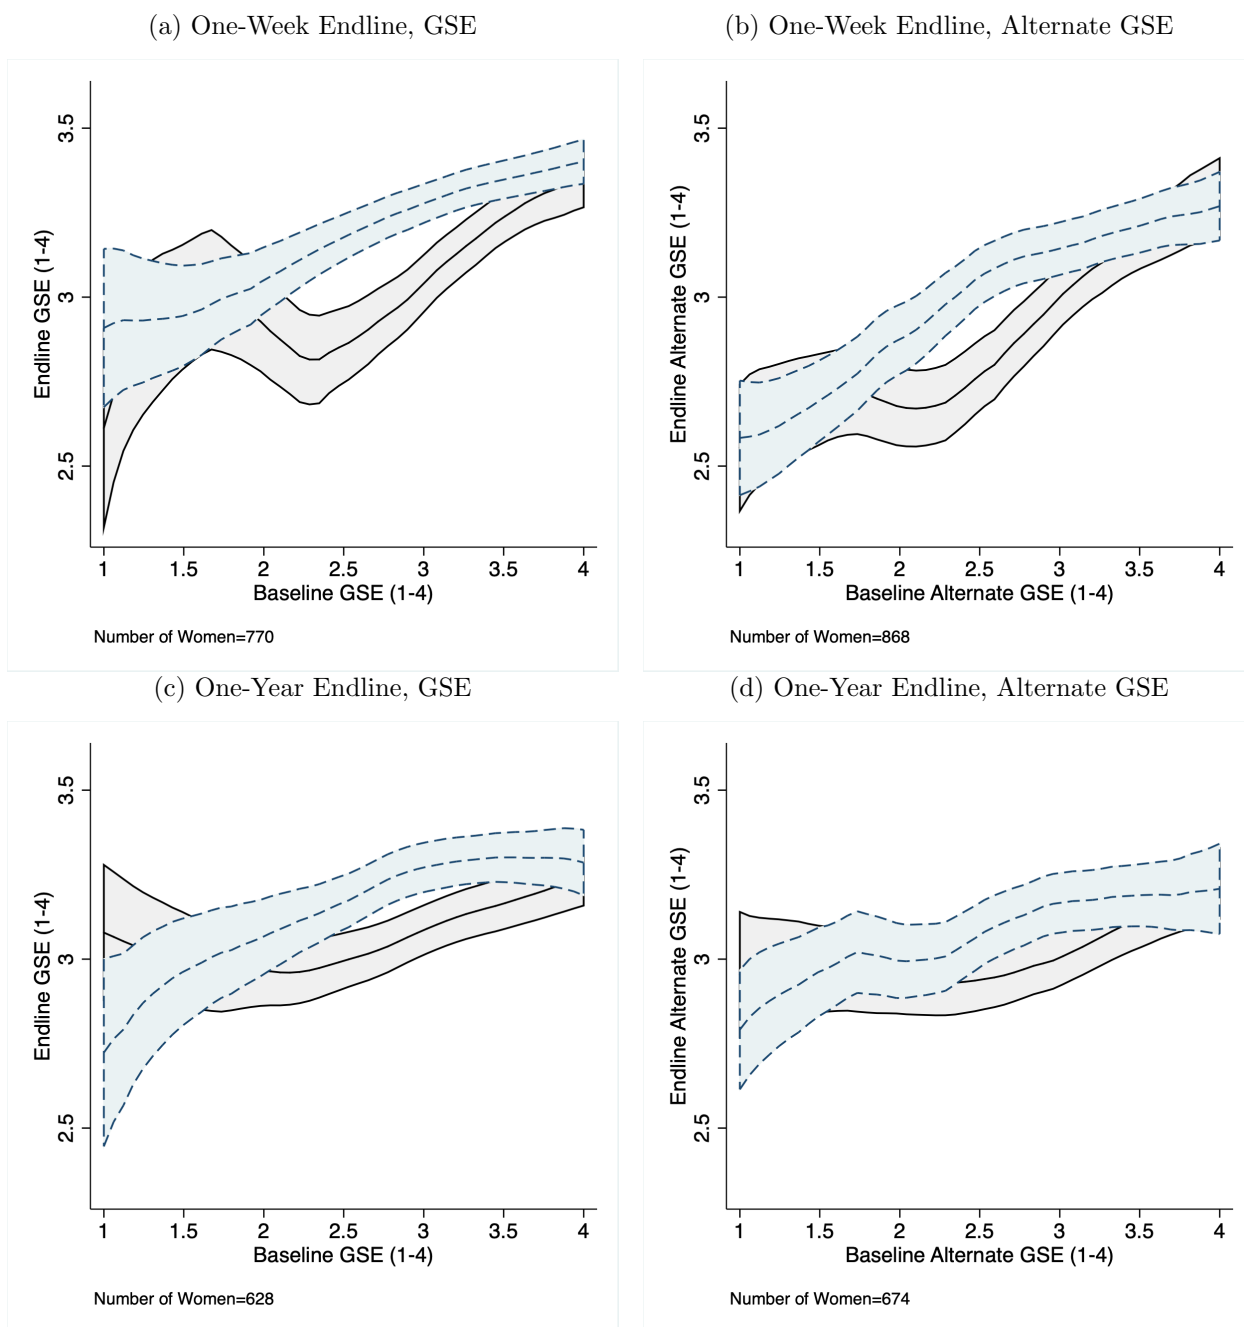 (a) One-Week Endline, GSE
3.5
3
2.5
Endline GSE (1-4)
1 1.5 2 2.5 3 3.5 4
Baseline GSE (1-4)
Number of Women=770
(b) One-Week Endline, Alternate GSE
3.5
3
2.5
Endline Alternate GSE (1-4)
1 1.5 2 2.5 3 3.5 4
Baseline Alternate GSE (1-4)
Number of Women=868
(c) One-Year Endline, GSE
3.5
3
2.5
Endline GSE (1-4)
1 1.5 2 2.5 3 3.5 4
Baseline GSE (1-4)
Number of Women=628
(d) One-Year Endline, Alternate GSE
3.5
3
2.5
Endline Alternate GSE (1-4)
1 1.5 2 2.5 3 3.5 4
Baseline Alternate GSE (1-4)
Number of Women=674